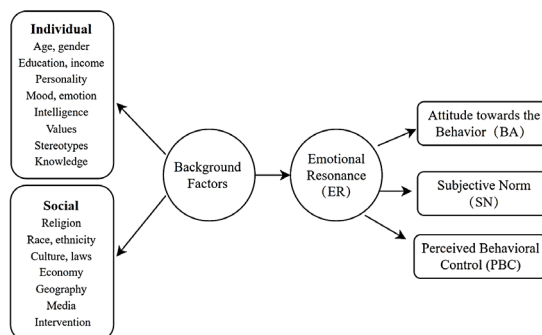 Individual
Age, gender
Education, income
Personality
Mood, emotion
Intelligence
Values
Stereotypes
Knowledge
Social
Religion
Race, ethnicity
Culture, laws
Economy
Geography
Media
Intervention
Background
Factors
Emotional
Resonance
（ER）
Attitude towards the
Behavior（BA）
Subjective Norm
（SN）
Perceived Behavioral
Control (PBC）